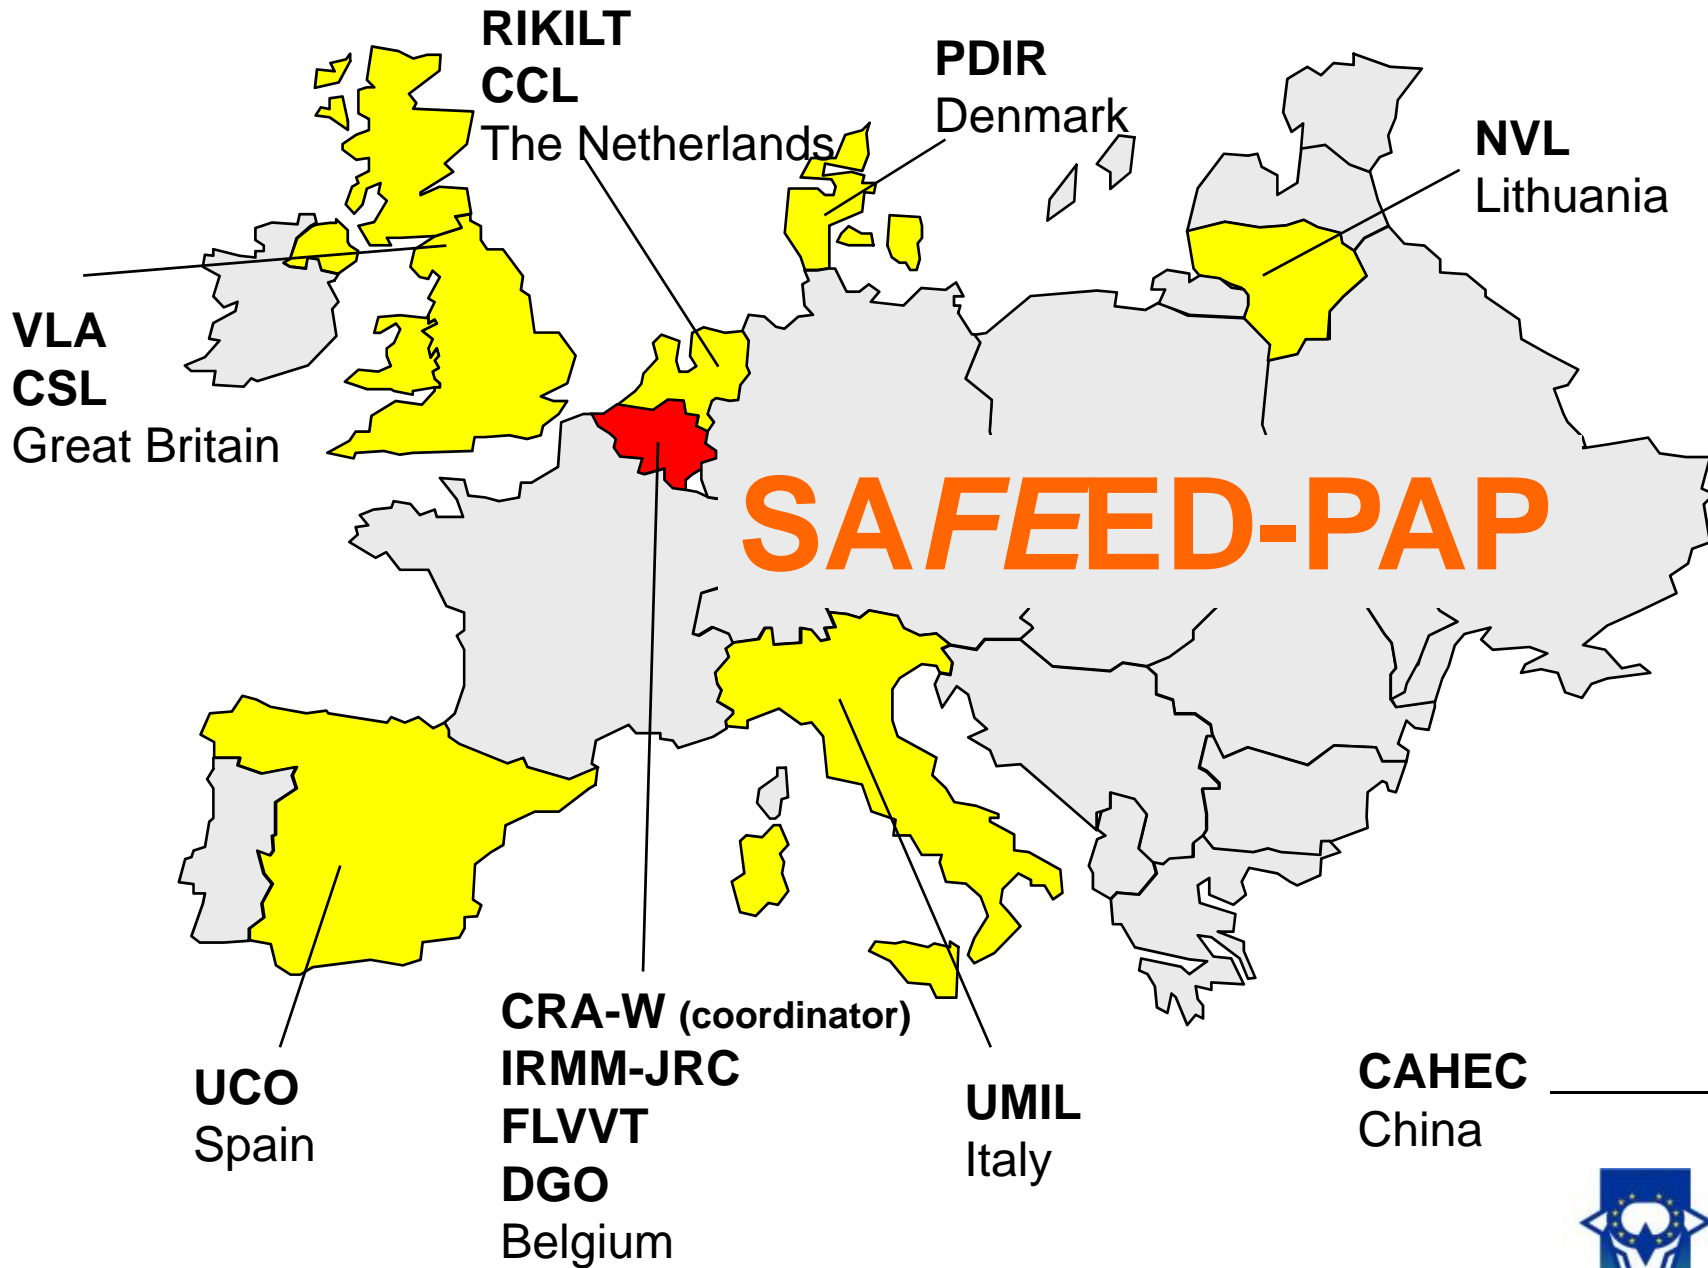 RIKILT
CCL
The Netherlands
PDIR
Denmark
NVL
Lithuania
VLA
CSL
Great Britain
SAFEED-PAP
UCO
Spain
CRA-W (coordinator)
IRMM-JRC
FLVVT
DGO
Belgium
UMIL
Italy
CAHEC
China